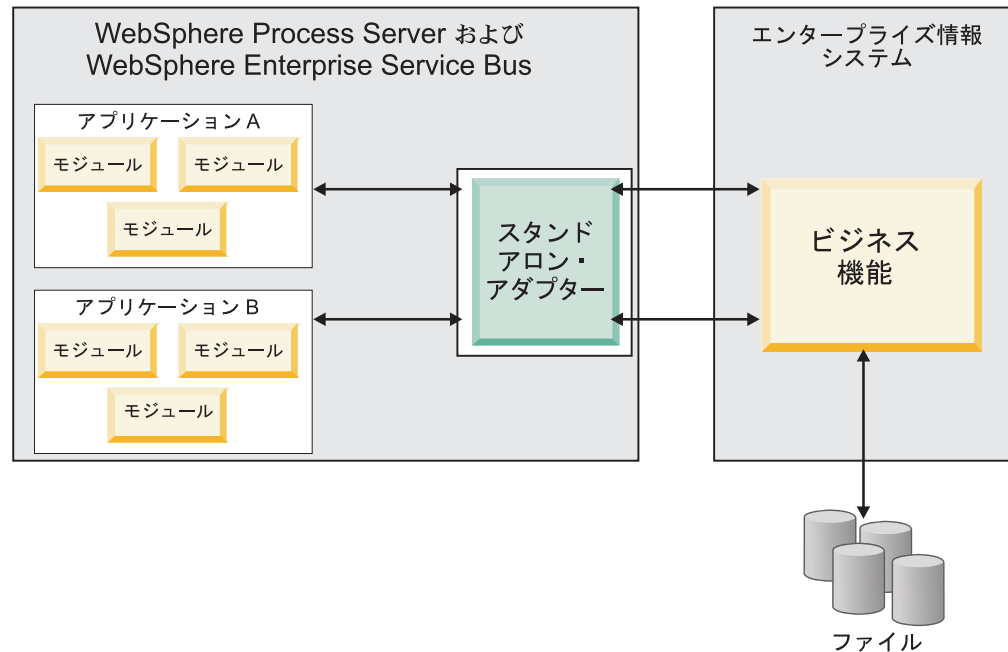 WebSphere Process Server および
WebSphere Enterprise Service Bus
アプリケーション A
モジュール
モジュール
モジュール
アプリケーション B
モジュール
モジュール
モジュール
スタンド
アロン・
アダプター
エンタープライズ情報
システム
ビジネス
機能
ファイル